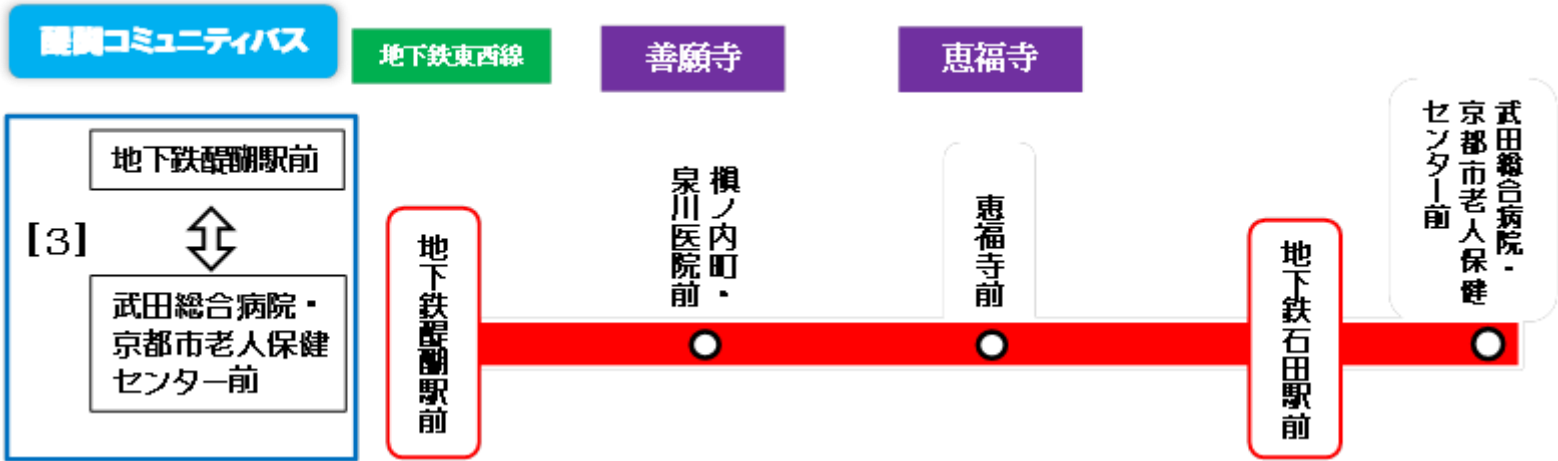 醍醐コミュニティバス
地下鉄東西線
善願寺
恵福寺
地下鉄醍醐駅前
[3]
武田総合病院・
京都市老人保健
センター前
地下鉄醍醐駅前
槇ノ内町・
泉川医院前
恵福寺前
地下鉄石田駅前
武田総合病院・
京都市老人保健
センター前